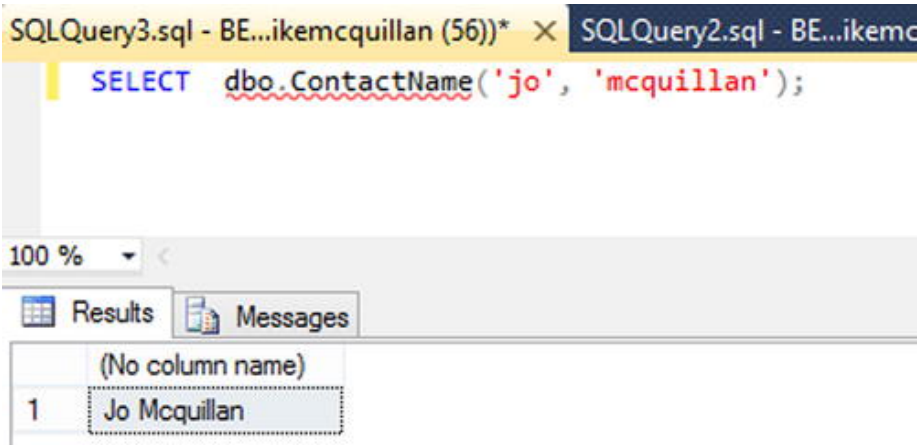 SQLQuery3.sql - BE...ikemcquillan (56))* SQLQuery2.sql - BE...ikemc
SELECT dbo.ContactName('jo', 'mcquillan');
100 %
Results Messages
(No column name)
1 Jo Mcquillan